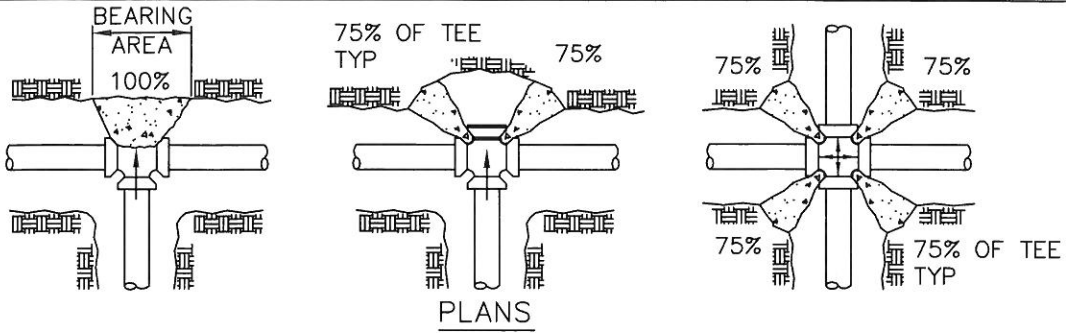 BEARING
AREA
100%
75% OF TEE
TYP
75%
75%
75%
75%
75% OF TEE
TYP
PLANS